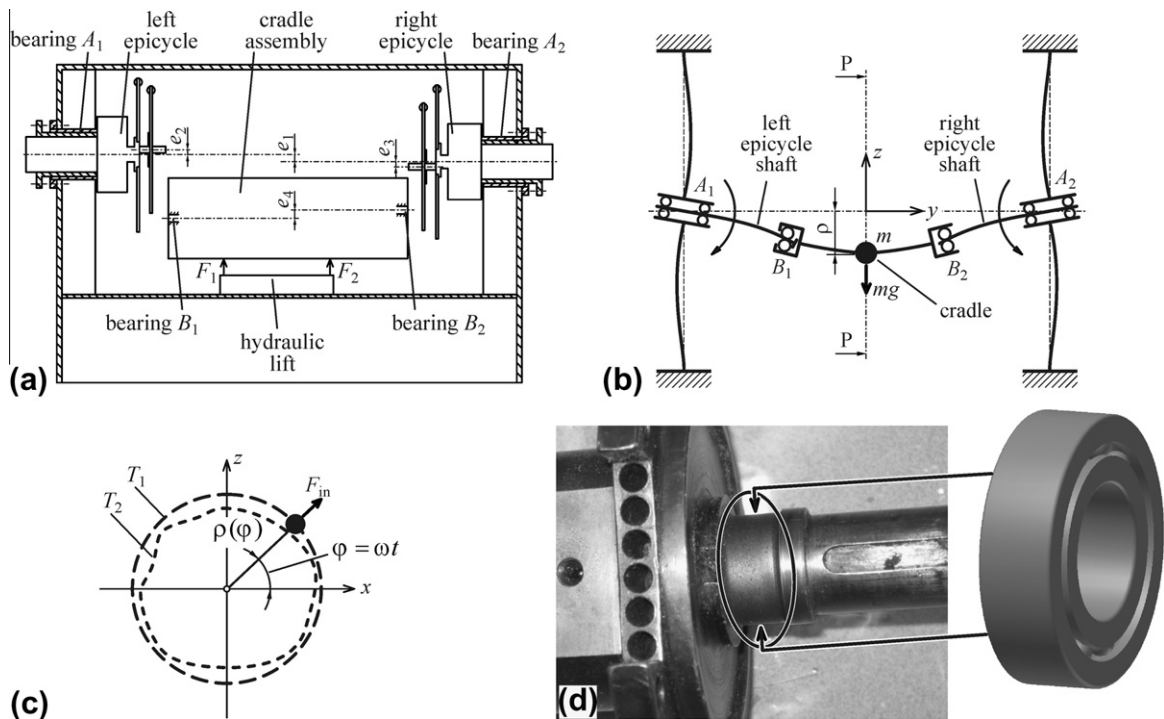 left
right
cradle
bearing A₁ epicycle
assembly
epicycle bearing A₂
e₂
e₁
e₃
e₄
F₁
F₂
bearing B₁
hydraulic
lift
bearing B₂
(a)
P
left
epicycle
shaft
z
right
epicycle
shaft
A₁
A₂
y
ρ
m
B₁
B₂
mg
cradle
P
(b)
z
T₁
T₂
F_in
ρ(φ)
φ = ωt
x
(c)
(d)